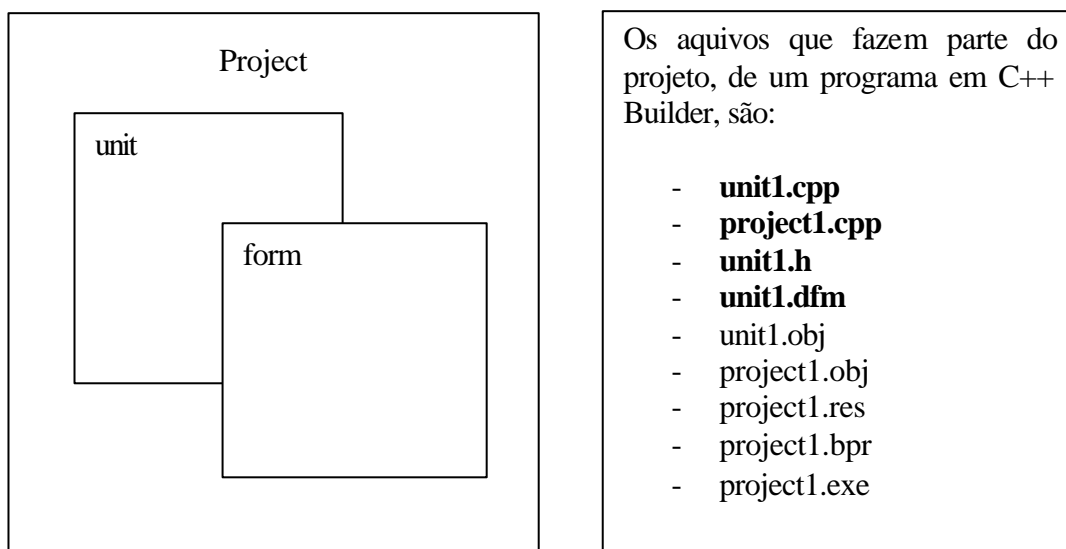 Project
unit
form
Os aquivos que fazem parte do
projeto, de um programa em C++
Builder, são:
- unit1.cpp
- project1.cpp
- unit1.h
- unit1.dfm
- unit1.obj
- project1.obj
- project1.res
- project1.bpr
- project1.exe